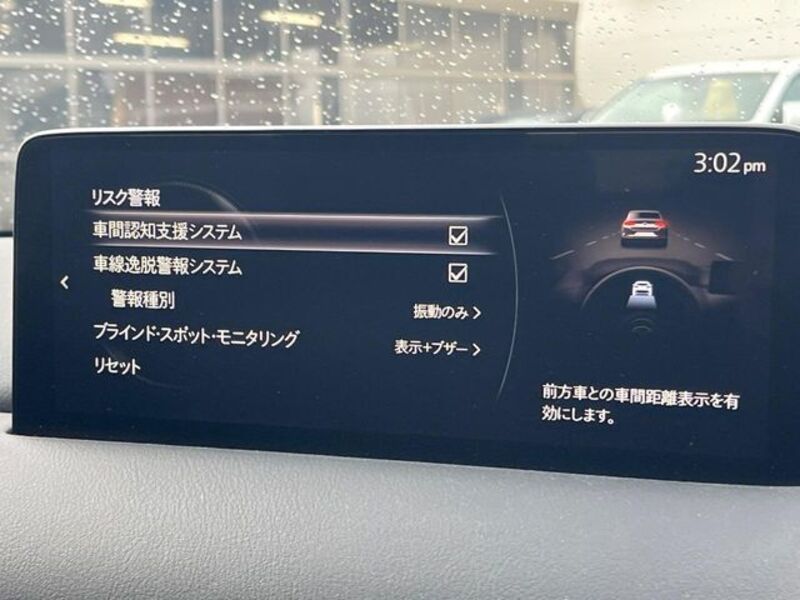 3:02 pm
リスク警報
車間認知支援システム
車線逸脱警報システム
警報種別 振動のみ
ブラインド・スポット・モニタリング 表示+ブザー
リセット
前方車との車間距離表示を有
効にします。